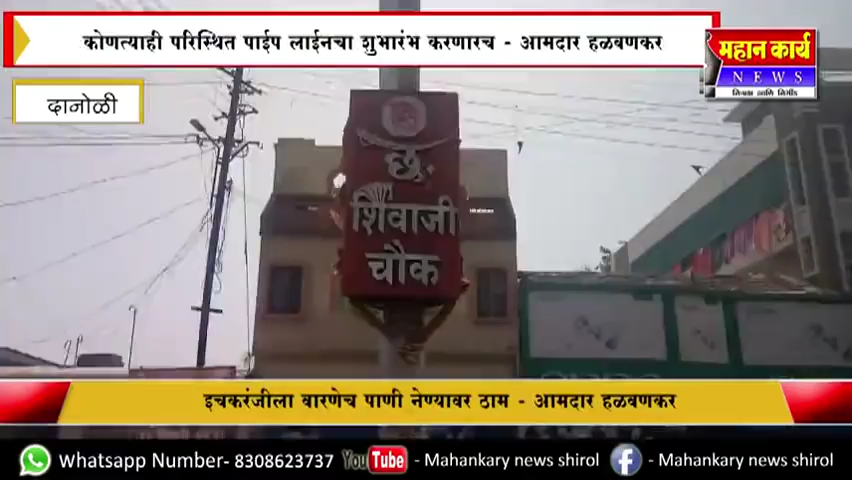 कोणत्याही परिस्थित पाईप लाईनचा शुभारंभ करणारच - आमदार हळवणकर
महान कार्य
NEWS
दानोळी
छ.
शिवाजी
चौक
इचकरंजीला वारणेच पाणी नेण्यावर ठाम - आमदार हळवणकर
Whatsapp Number- 8308623737 YouTube - Mahankary news shirol - Mahankary news shirol